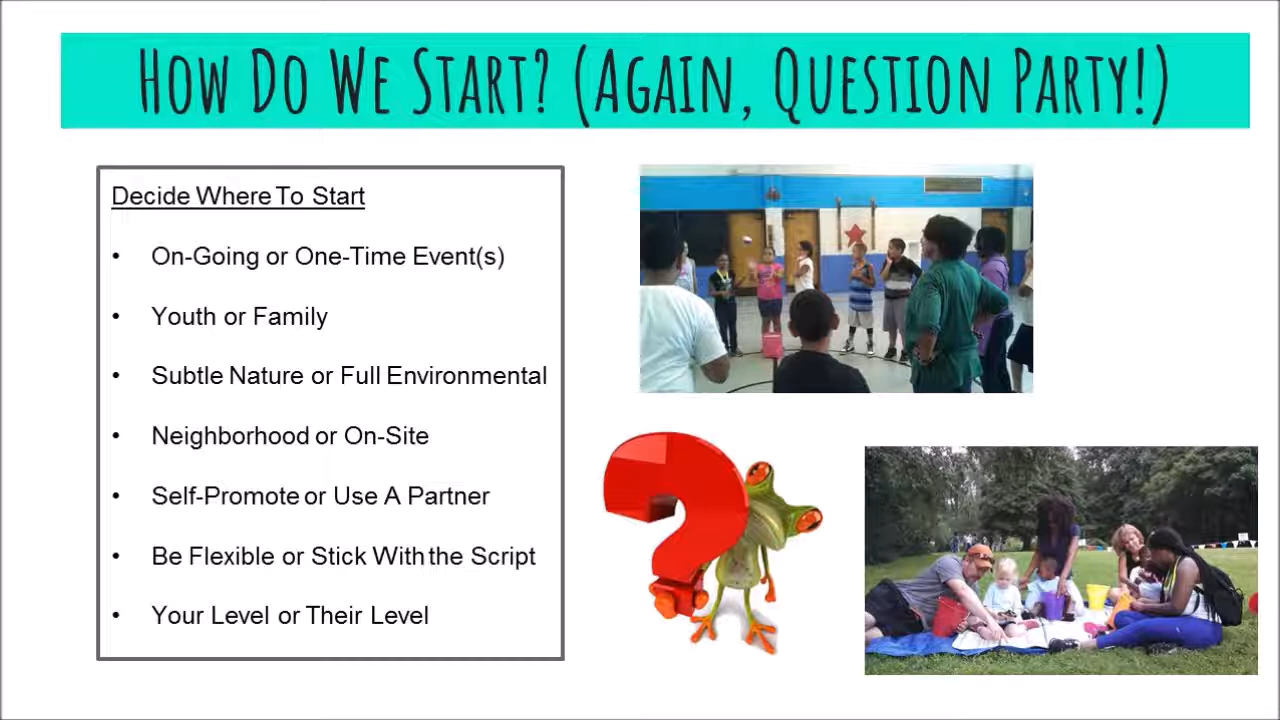 How Do We Start? (Again, Question Party!)
Decide Where To Start
• On-Going or One-Time Event(s)
• Youth or Family
• Subtle Nature or Full Environmental
• Neighborhood or On-Site
• Self-Promote or Use A Partner
• Be Flexible or Stick With the Script
• Your Level or Their Level